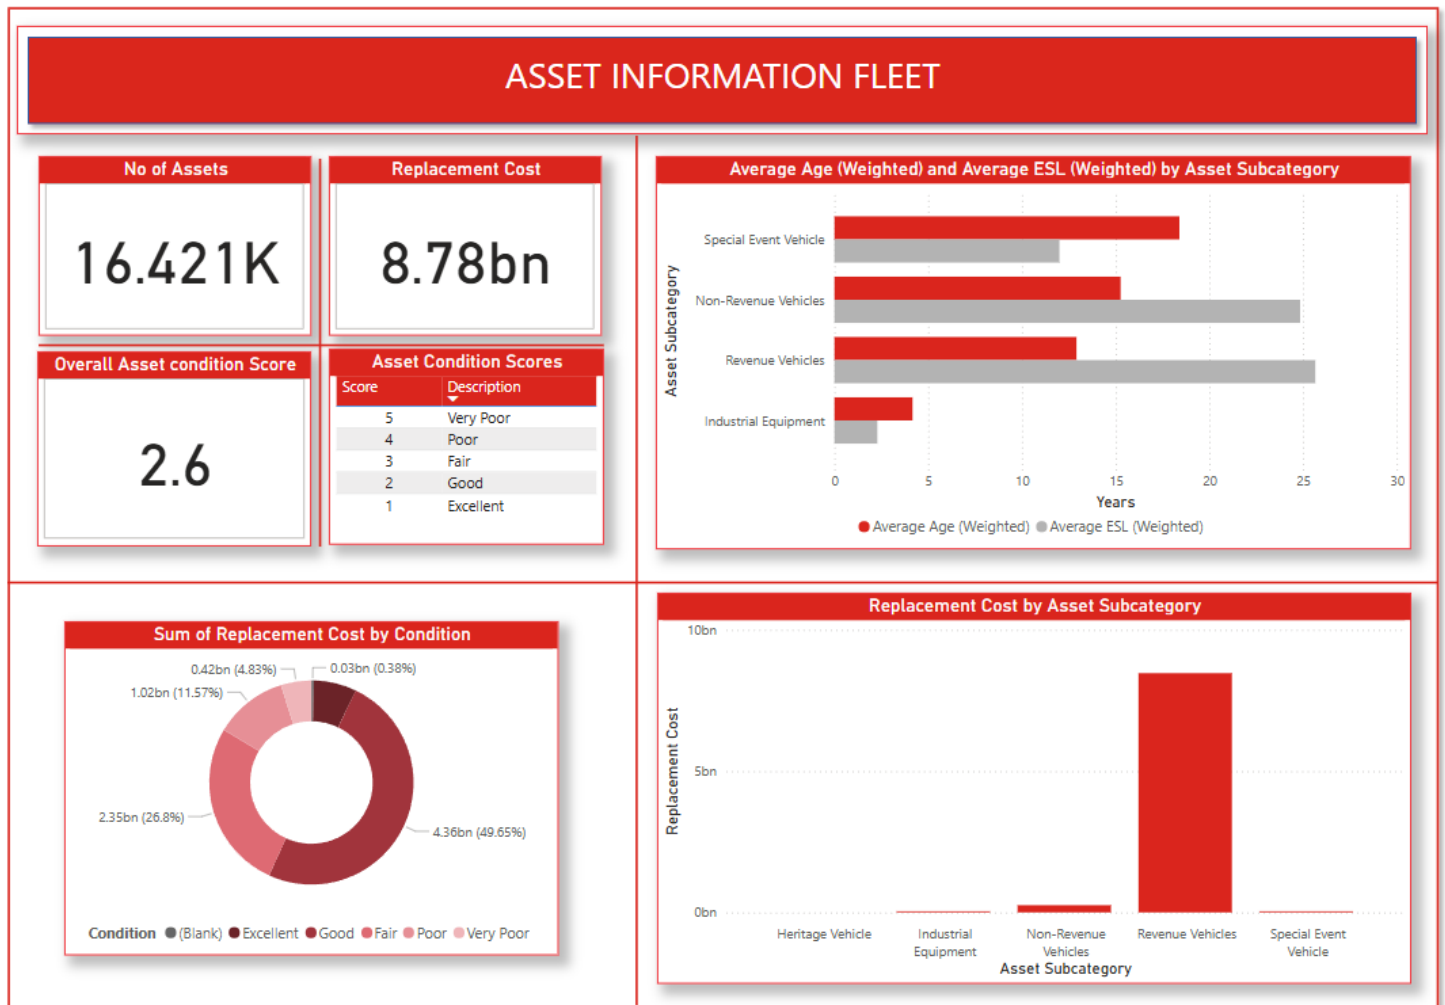 ASSET INFORMATION FLEET
No of Assets
16.421K
Replacement Cost
8.78bn
Overall Asset condition Score
2.6
Asset Condition Scores
Score Description
5 Very Poor
4 Poor
3 Fair
2 Good
1 Excellent
Average Age (Weighted) and Average ESL (Weighted) by Asset Subcategory
Asset Subcategory
Special Event Vehicle
Non-Revenue Vehicles
Revenue Vehicles
Industrial Equipment
0 5 10 15 20 25 30
Years
Average Age (Weighted) Average ESL (Weighted)
Sum of Replacement Cost by Condition
0.42bn (4.83%) 0.03bn (0.38%)
1.02bn (11.57%)
2.35bn (26.8%)
4.36bn (49.65%)
Condition (Blank) Excellent Good Fair Poor Very Poor
Replacement Cost by Asset Subcategory
Replacement Cost
10bn
5bn
0bn
Heritage Vehicle
Industrial
Equipment
Non-Revenue
Vehicles
Revenue Vehicles
Special Event
Vehicle
Asset Subcategory